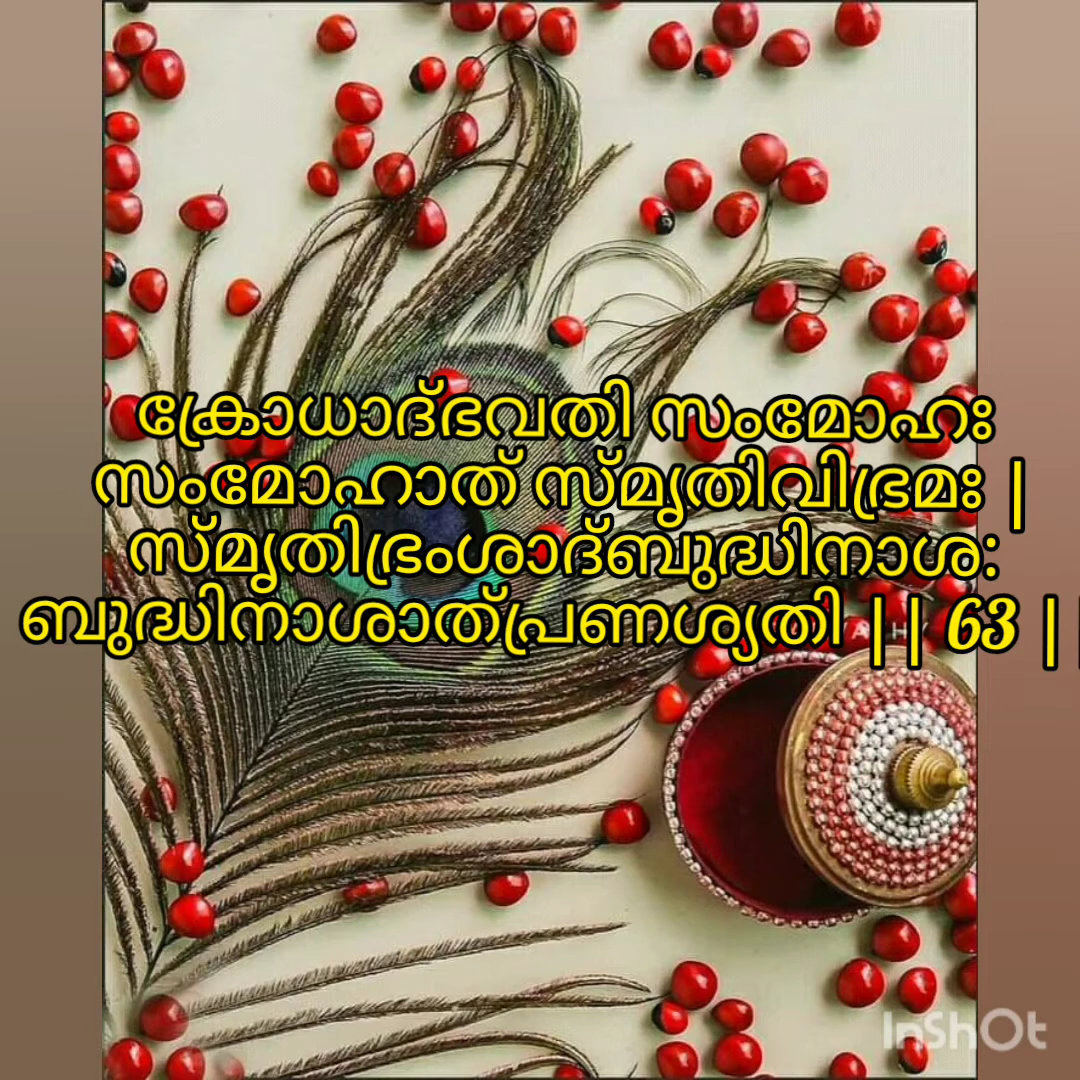 ക്രോധാദ്ഭവതി സംമോഹഃ
സംമോഹാത് സ്മൃതിവിഭ്രമഃ |
സ്മൃതിഭ്രംശാദ്ബുദ്ധിനാശ:
ബുദ്ധിനാശാത്പ്രണശ്യതി || 63 ||
InShOt